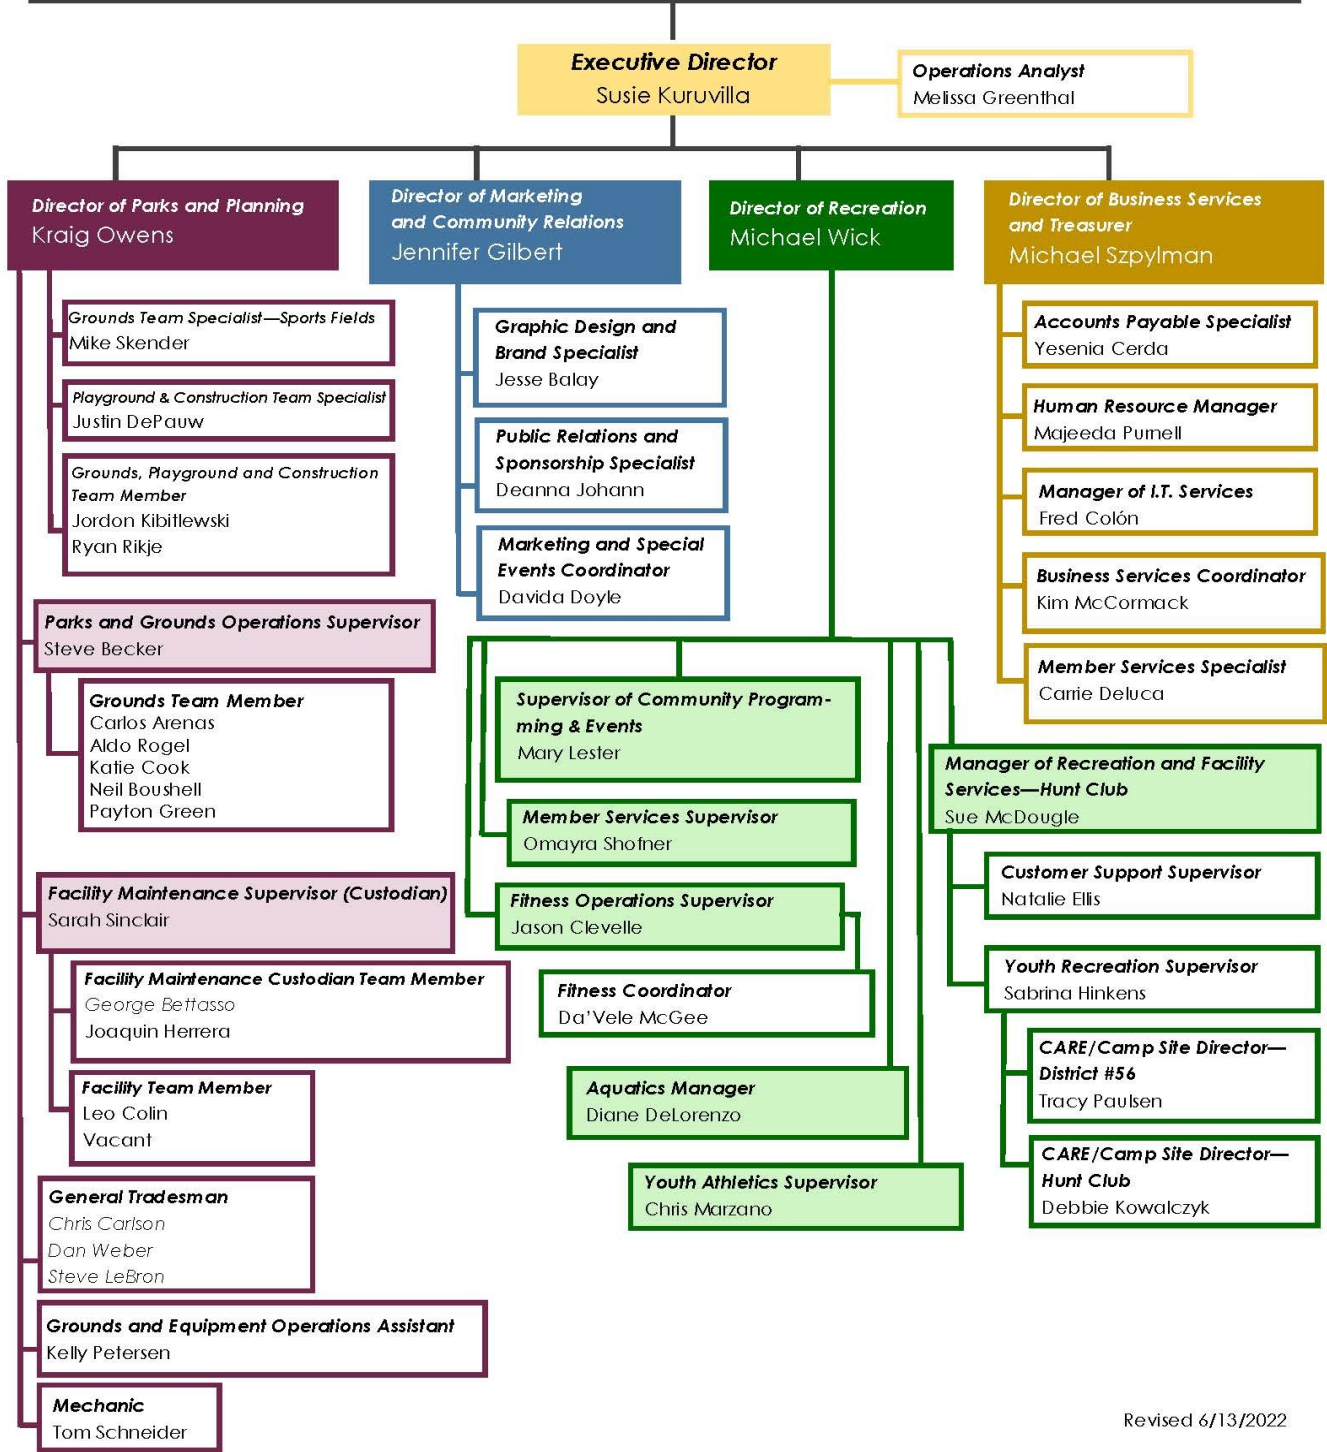 Executive Director
Susie Kuruvilla
Operations Analyst
Melissa Greenthal
Director of Parks and Planning
Kraig Owens
Grounds Team Specialist—Sports Fields
Mike Skender
Playground & Construction Team Specialist
Justin DePauw
Grounds, Playground and Construction
Team Member
Jordon Kibitlewski
Ryan Rikje
Parks and Grounds Operations Supervisor
Steve Becker
Grounds Team Member
Carlos Arenas
Aldo Rogel
Katie Cook
Neil Boushell
Payton Green
Facility Maintenance Supervisor (Custodian)
Sarah Sinclair
Facility Maintenance Custodian Team Member
George Bettasso
Joaquin Herrera
Facility Team Member
Leo Colin
Vacant
General Tradesman
Chris Carlson
Dan Weber
Steve LeBron
Grounds and Equipment Operations Assistant
Kelly Petersen
Mechanic
Tom Schneider
Director of Marketing
and Community Relations
Jennifer Gilbert
Graphic Design and
Brand Specialist
Jesse Balay
Public Relations and
Sponsorship Specialist
Deanna Johann
Marketing and Special
Events Coordinator
Davida Doyle
Director of Recreation
Michael Wick
Supervisor of Community Program-
ming & Events
Mary Lester
Member Services Supervisor
Omayra Shofner
Fitness Operations Supervisor
Jason Clevelle
Fitness Coordinator
Da'Vele McGee
Aquatics Manager
Diane DeLorenzo
Youth Athletics Supervisor
Chris Marzano
Manager of Recreation and Facility
Services—Hunt Club
Sue McDougle
Customer Support Supervisor
Natalie Ellis
Youth Recreation Supervisor
Sabrina Hinkens
CARE/Camp Site Director—
District #56
Tracy Paulsen
CARE/Camp Site Director—
Hunt Club
Debbie Kowalczyk
Director of Business Services
and Treasurer
Michael Szpylman
Accounts Payable Specialist
Yesenia Cerda
Human Resource Manager
Majeeda Purnell
Manager of I.T. Services
Fred Colón
Business Services Coordinator
Kim McCormack
Member Services Specialist
Carrie Deluca
Revised 6/13/2022